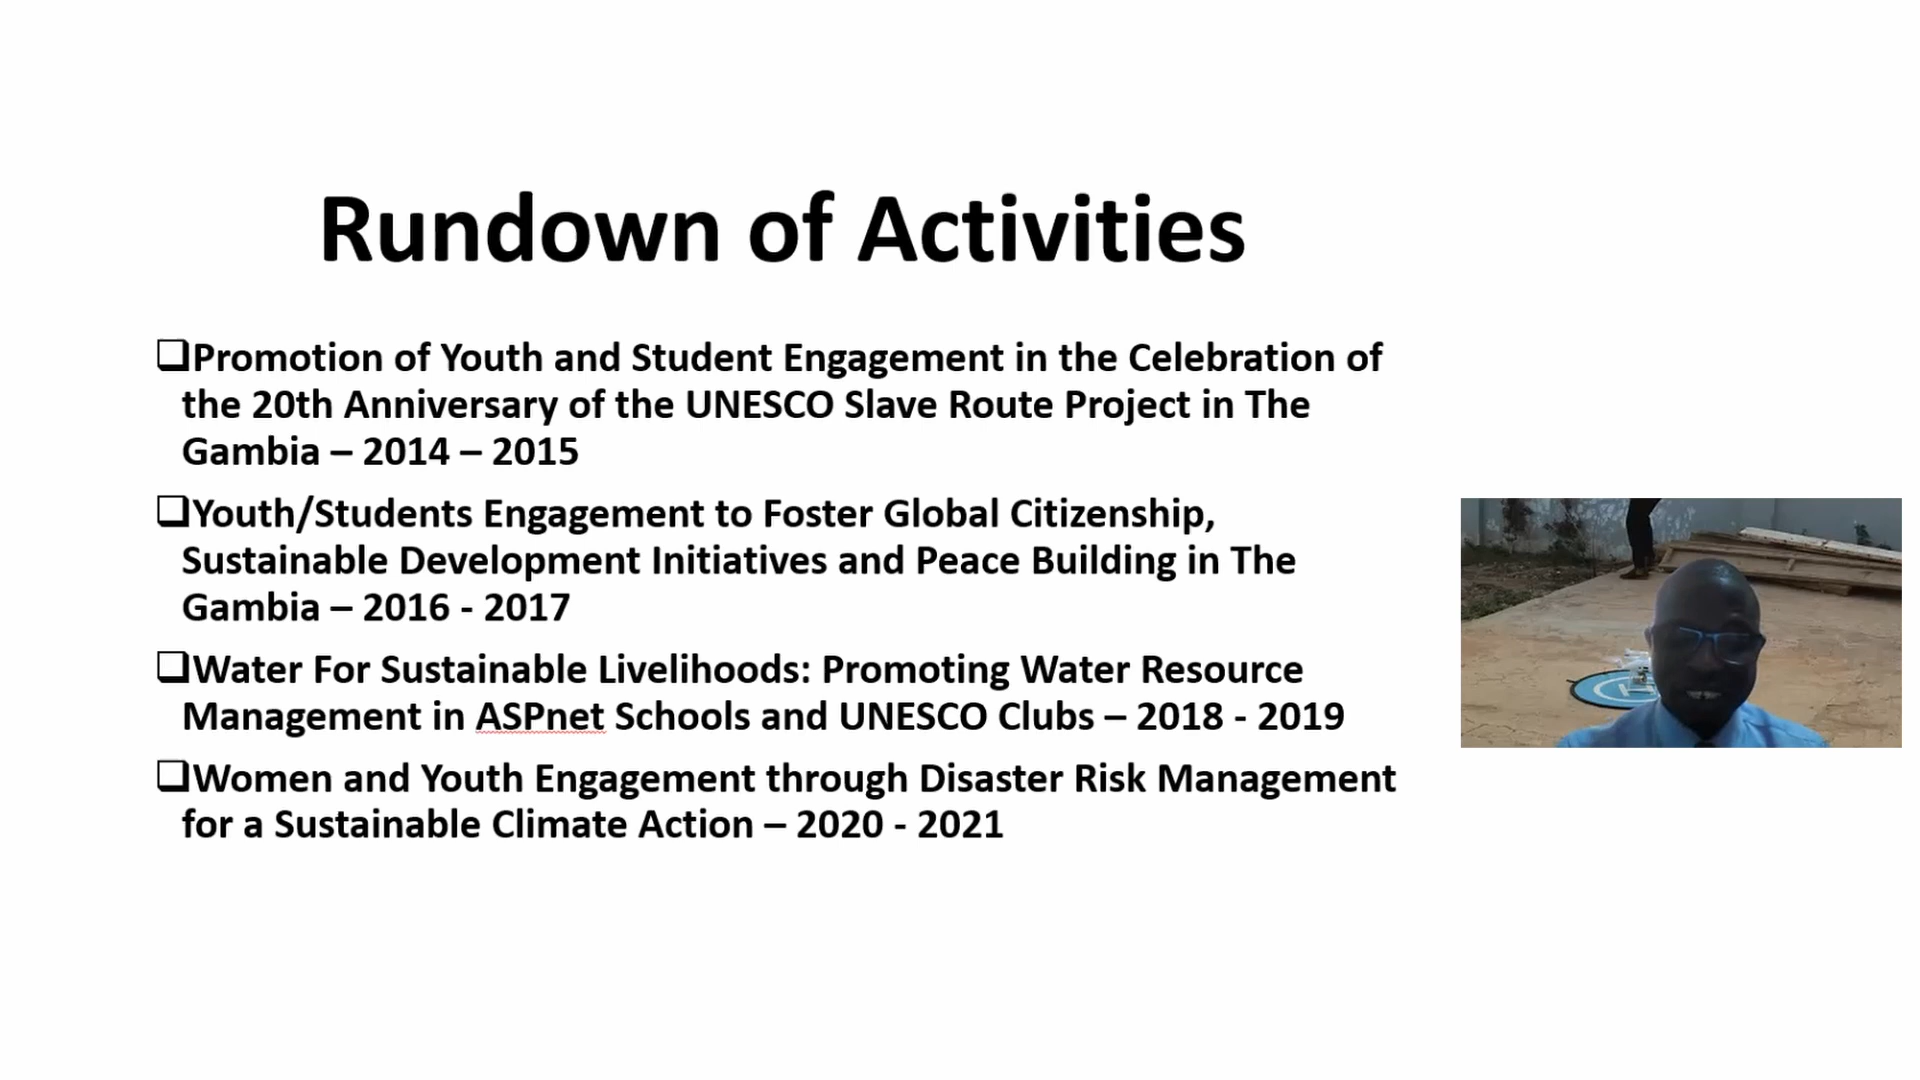 Rundown of Activities
❑Promotion of Youth and Student Engagement in the Celebration of
the 20th Anniversary of the UNESCO Slave Route Project in The
Gambia – 2014 – 2015
❑Youth/Students Engagement to Foster Global Citizenship,
Sustainable Development Initiatives and Peace Building in The
Gambia – 2016 - 2017
❑Water For Sustainable Livelihoods: Promoting Water Resource
Management in ASPnet Schools and UNESCO Clubs – 2018 - 2019
❑Women and Youth Engagement through Disaster Risk Management
for a Sustainable Climate Action – 2020 - 2021
H